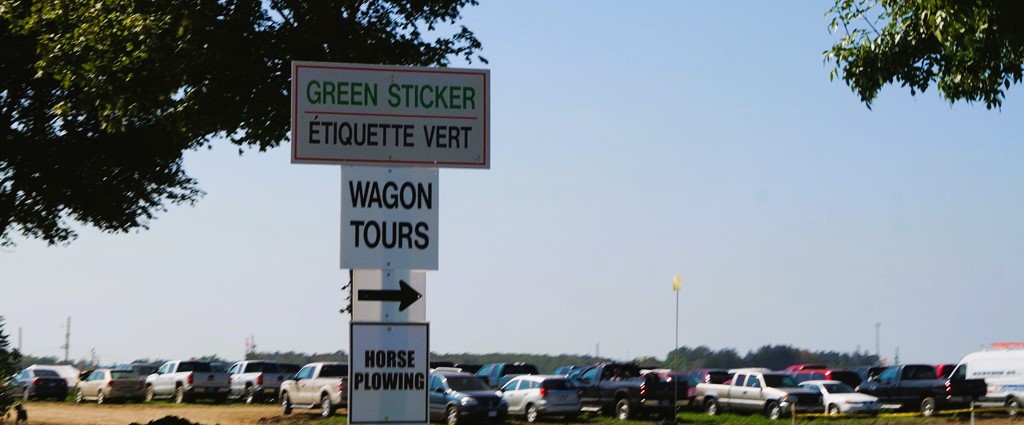 GREEN STICKER
ÉTIQUETTE VERT
WAGON
TOURS
HORSE
PLOWING